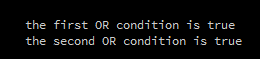 the first OR condition is true
the second OR condition is true